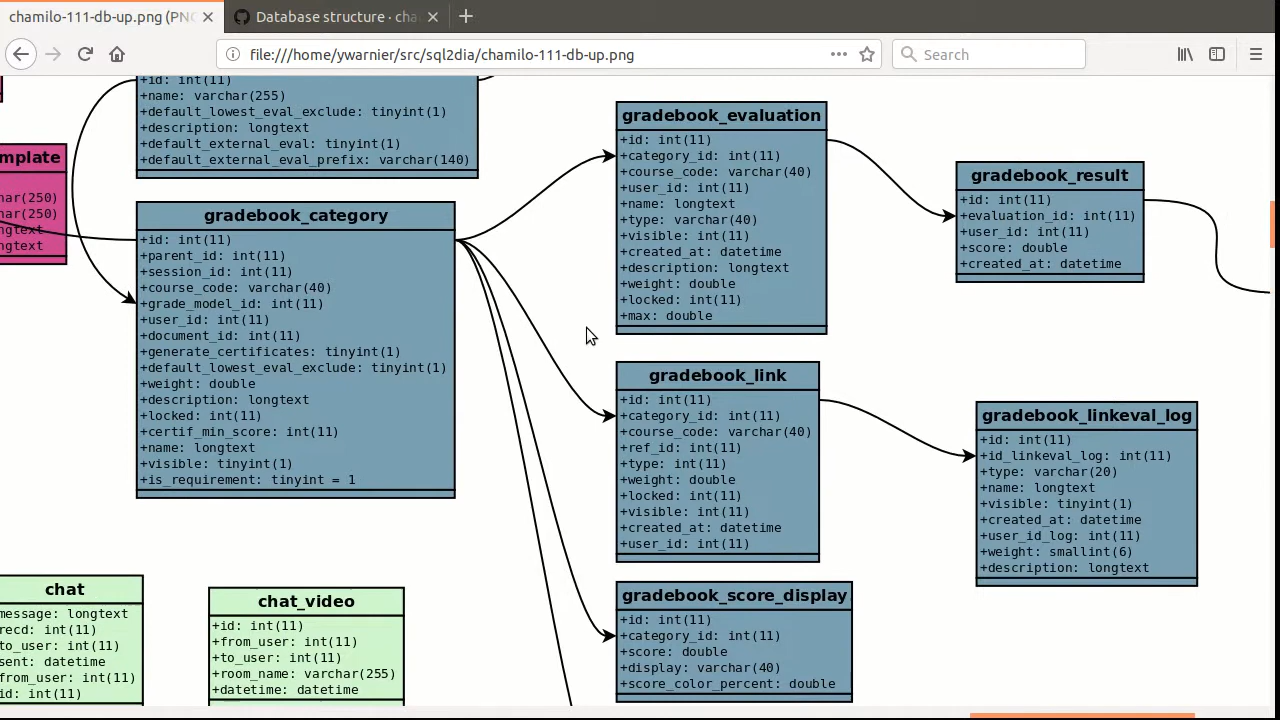 chamilo-111-db-up.png (PN
Database structure · cha
file:///home/ywarnier/src/sql2dia/chamilo-111-db-up.png
Search
+id: int(11)
+name: varchar(255)
+default_lowest_eval_exclude: tinyint(1)
+description: longtext
+default_external_eval: tinyint(1)
+default_external_eval_prefix: varchar(140)
mplate
har(250)
har(250)
ngtext
ngtext
gradebook_category
+id: int(11)
+parent_id: int(11)
+session_id: int(11)
+course_code: varchar(40)
+grade_model_id: int(11)
+user_id: int(11)
+document_id: int(11)
+generate_certificates: tinyint(1)
+default_lowest_eval_exclude: tinyint(1)
+weight: double
+description: longtext
+locked: int(11)
+certif_min_score: int(11)
+name: longtext
+visible: tinyint(1)
+is_requirement: tinyint = 1
gradebook_evaluation
+id: int(11)
+category_id: int(11)
+course_code: varchar(40)
+user_id: int(11)
+name: longtext
+type: varchar(40)
+visible: int(11)
+created_at: datetime
+description: longtext
+weight: double
+locked: int(11)
+max: double
gradebook_result
+id: int(11)
+evaluation_id: int(11)
+user_id: int(11)
+score: double
+created_at: datetime
gradebook_link
+id: int(11)
+category_id: int(11)
+course_code: varchar(40)
+ref_id: int(11)
+type: int(11)
+weight: double
+locked: int(11)
+visible: int(11)
+created_at: datetime
+user_id: int(11)
gradebook_linkeval_log
+id: int(11)
+id_linkeval_log: int(11)
+type: varchar(20)
+name: longtext
+visible: tinyint(1)
+created_at: datetime
+user_id_log: int(11)
+weight: smallint(6)
+description: longtext
chat
message: longtext
recd: int(11)
to_user: int(11)
sent: datetime
from_user: int(11)
id: int(11)
chat_video
+id: int(11)
+from_user: int(11)
+to_user: int(11)
+room_name: varchar(255)
+datetime: datetime
gradebook_score_display
+id: int(11)
+category_id: int(11)
+score: double
+display: varchar(40)
+score_color_percent: double